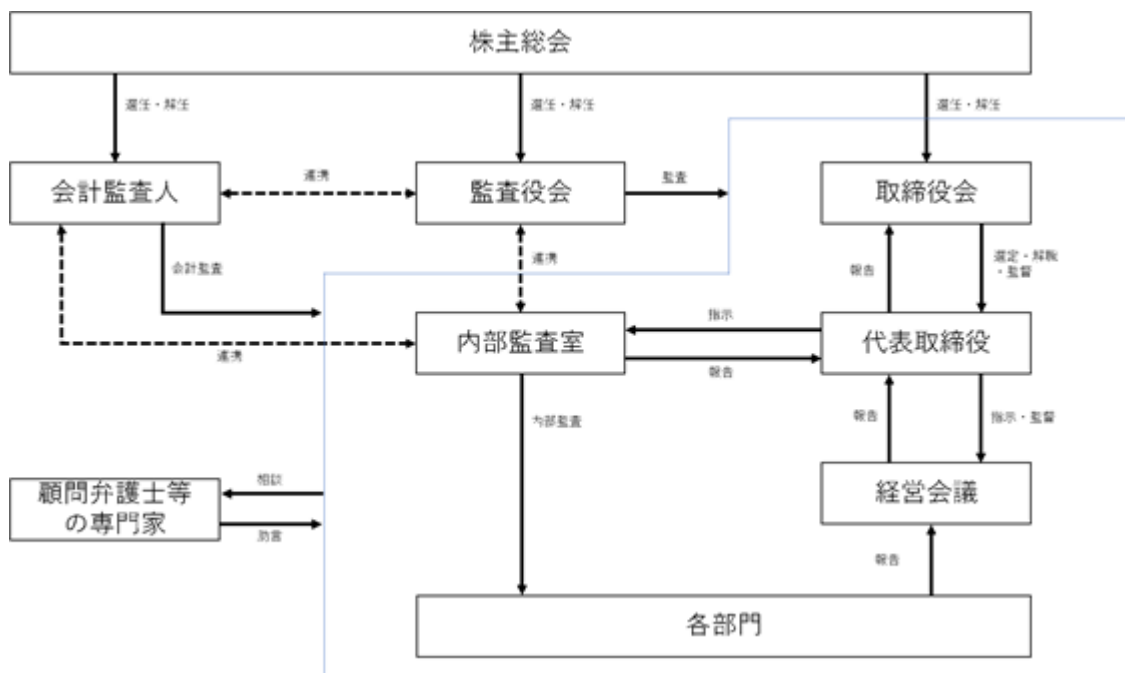 株主総会
選任・解任
選任・解任
選任・解任
会計監査人
連携
監査役会
監査
取締役会
会計監査
連携
報告
選定・解職
・監督
内部監査室
指示
報告
代表取締役
連携
内部監査
報告
指示・監督
顧問弁護士等
の専門家
相談
助言
経営会議
報告
各部門